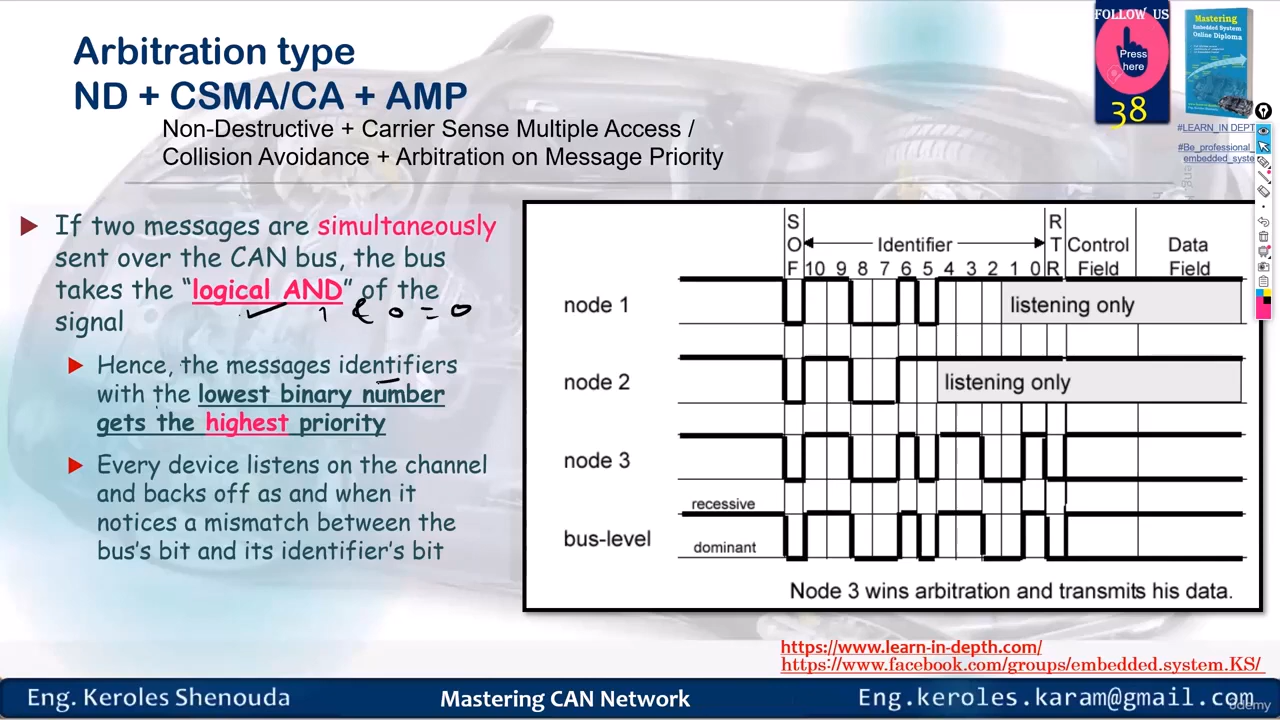 Arbitration type
ND + CSMA/CA + AMP
Non-Destructive + Carrier Sense Multiple Access /
Collision Avoidance + Arbitration on Message Priority
FOLLOW US
Press
here
38
Mastering
Embedded System
Online Diploma
#LEARN_IN DEPT
#Be_professional_
embedded_syste
If two messages are simultaneously
sent over the CAN bus, the bus
takes the “logical AND” of the
signal
1 & 0 = 0
Hence, the messages identifiers
with the lowest binary number
gets the highest priority
Every device listens on the channel
and backs off as and when it
notices a mismatch between the
bus’s bit and its identifier’s bit
S O F
Identifier
R T R
Control Field
Data Field
10 9 8 7 6 5 4 3 2 1 0
node 1
listening only
node 2
listening only
node 3
recessive
bus-level
dominant
Node 3 wins arbitration and transmits his data.
https://www.learn-in-depth.com/
https://www.facebook.com/groups/embedded.system.KS/
Eng. Keroles Shenouda
Mastering CAN Network
Eng.keroles.karam@gmail.com
udemy